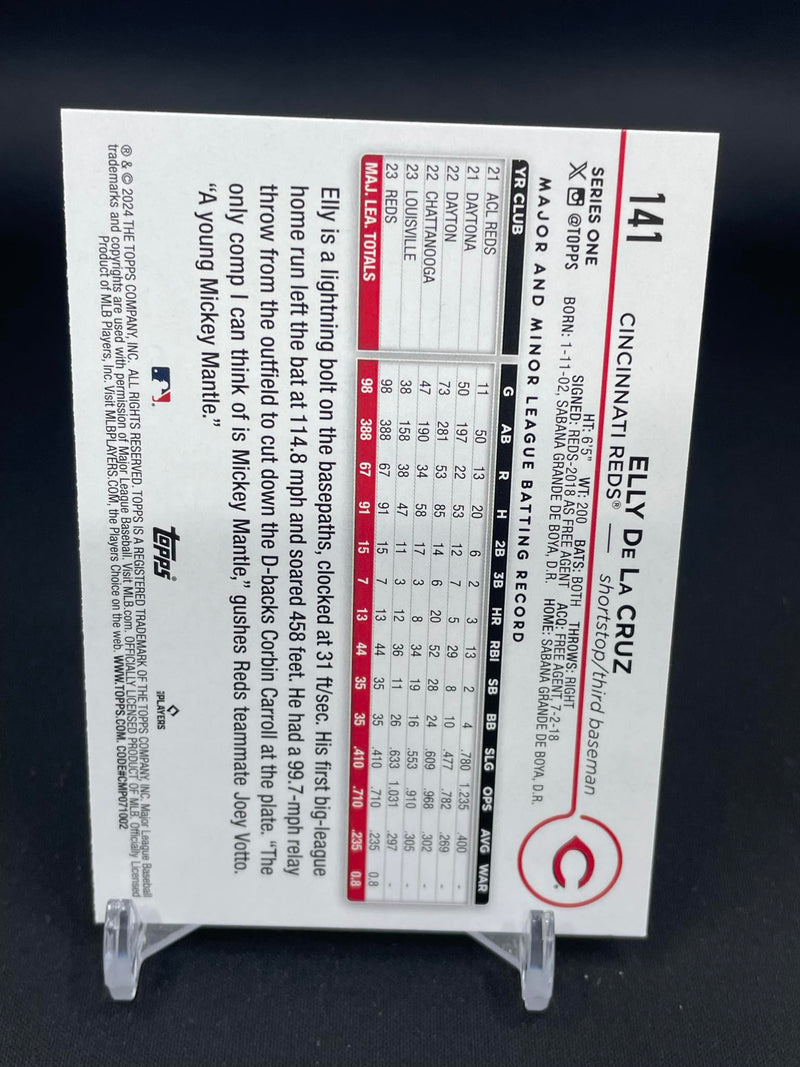 141
ELLY DE LA CRUZ
CINCINNATI REDS® — shortstop/third baseman
SERIES ONE
@TOPPS
HT: 6'5" WT: 200 BATS: BOTH THROWS: RIGHT
SIGNED: REDS-2018 AS FREE AGENT ACQ: FREE AGENT, 7-2-18
BORN: 1-11-02, SABANA GRANDE DE BOYA, D.R. HOME: SABANA GRANDE DE BOYA, D.R.
C
MAJOR AND MINOR LEAGUE BATTING RECORD
YR CLUB G AB R H 2B 3B HR RBI SB BB SLG OPS AVG WAR
21 ACL REDS 11 50 13 20 6 2 3 13 2 4 .780 1.235 .400 -
21 DAYTONA 50 197 22 53 12 7 5 29 8 10 .477 .782 .269 -
22 DAYTON 73 281 53 85 14 6 20 52 28 24 .609 .968 .302 -
22 CHATTANOOGA 47 190 34 58 17 3 8 34 19 16 .553 .910 .305 -
23 LOUISVILLE 38 158 38 47 11 3 12 36 11 26 .633 1.031 .297 -
23 REDS 98 388 67 91 15 7 13 44 35 35 .410 .710 .235 0.8
MAJ. LEA. TOTALS 98 388 67 91 15 7 13 44 35 35 .410 .710 .235 0.8
Elly is a lightning bolt on the basepaths, clocked at 31 ft/sec. His first big-league
home run left the bat at 114.8 mph and soared 458 feet. He had a 99.7-mph relay
throw from the outfield to cut down the D-backs Corbin Carroll at the plate. “The
only comp I can think of is Mickey Mantle,” gushes Reds teammate Joey Votto.
“A young Mickey Mantle.”
topps®
PLAYERS
® & © 2024 THE TOPPS COMPANY, INC. ALL RIGHTS RESERVED. TOPPS IS A REGISTERED TRADEMARK OF THE TOPPS COMPANY, INC. Major League Baseball
trademarks and copyrights are used with permission of Major League Baseball. Visit MLB.com. OFFICIALLY LICENSED PRODUCT OF MLB. Officially Licensed
Product of MLB Players, Inc. Visit MLBPLAYERS.COM, the Players Choice on the web. WWW.TOPPS.COM. CODE#CMP071002